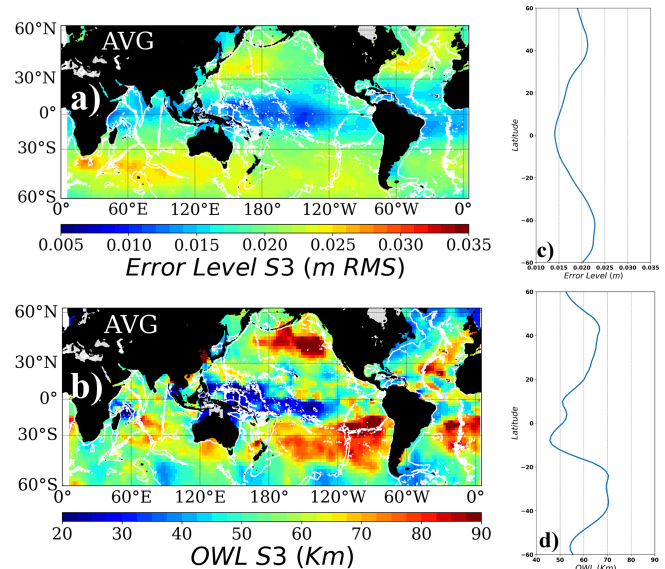 60°N
AVG
30°N
a)
0°
30°S
60°S
0° 60°E 120°E 180° 120°W 60°W 0°
0.005 0.010 0.015 0.020 0.025 0.030 0.035
Error Level S3 (m RMS)
60
40
20
0
-20
-40
-60
Latitude
c)
0.010 0.015 0.020 0.025 0.030 0.035
Error Level (m)
60°N
AVG
30°N
b)
0°
30°S
60°S
0° 60°E 120°E 180° 120°W 60°W 0°
20 30 40 50 60 70 80 90
OWL S3 (Km)
60
40
20
0
-20
-40
-60
Latitude
d)
40 50 60 70 80 90
OWL (Km)